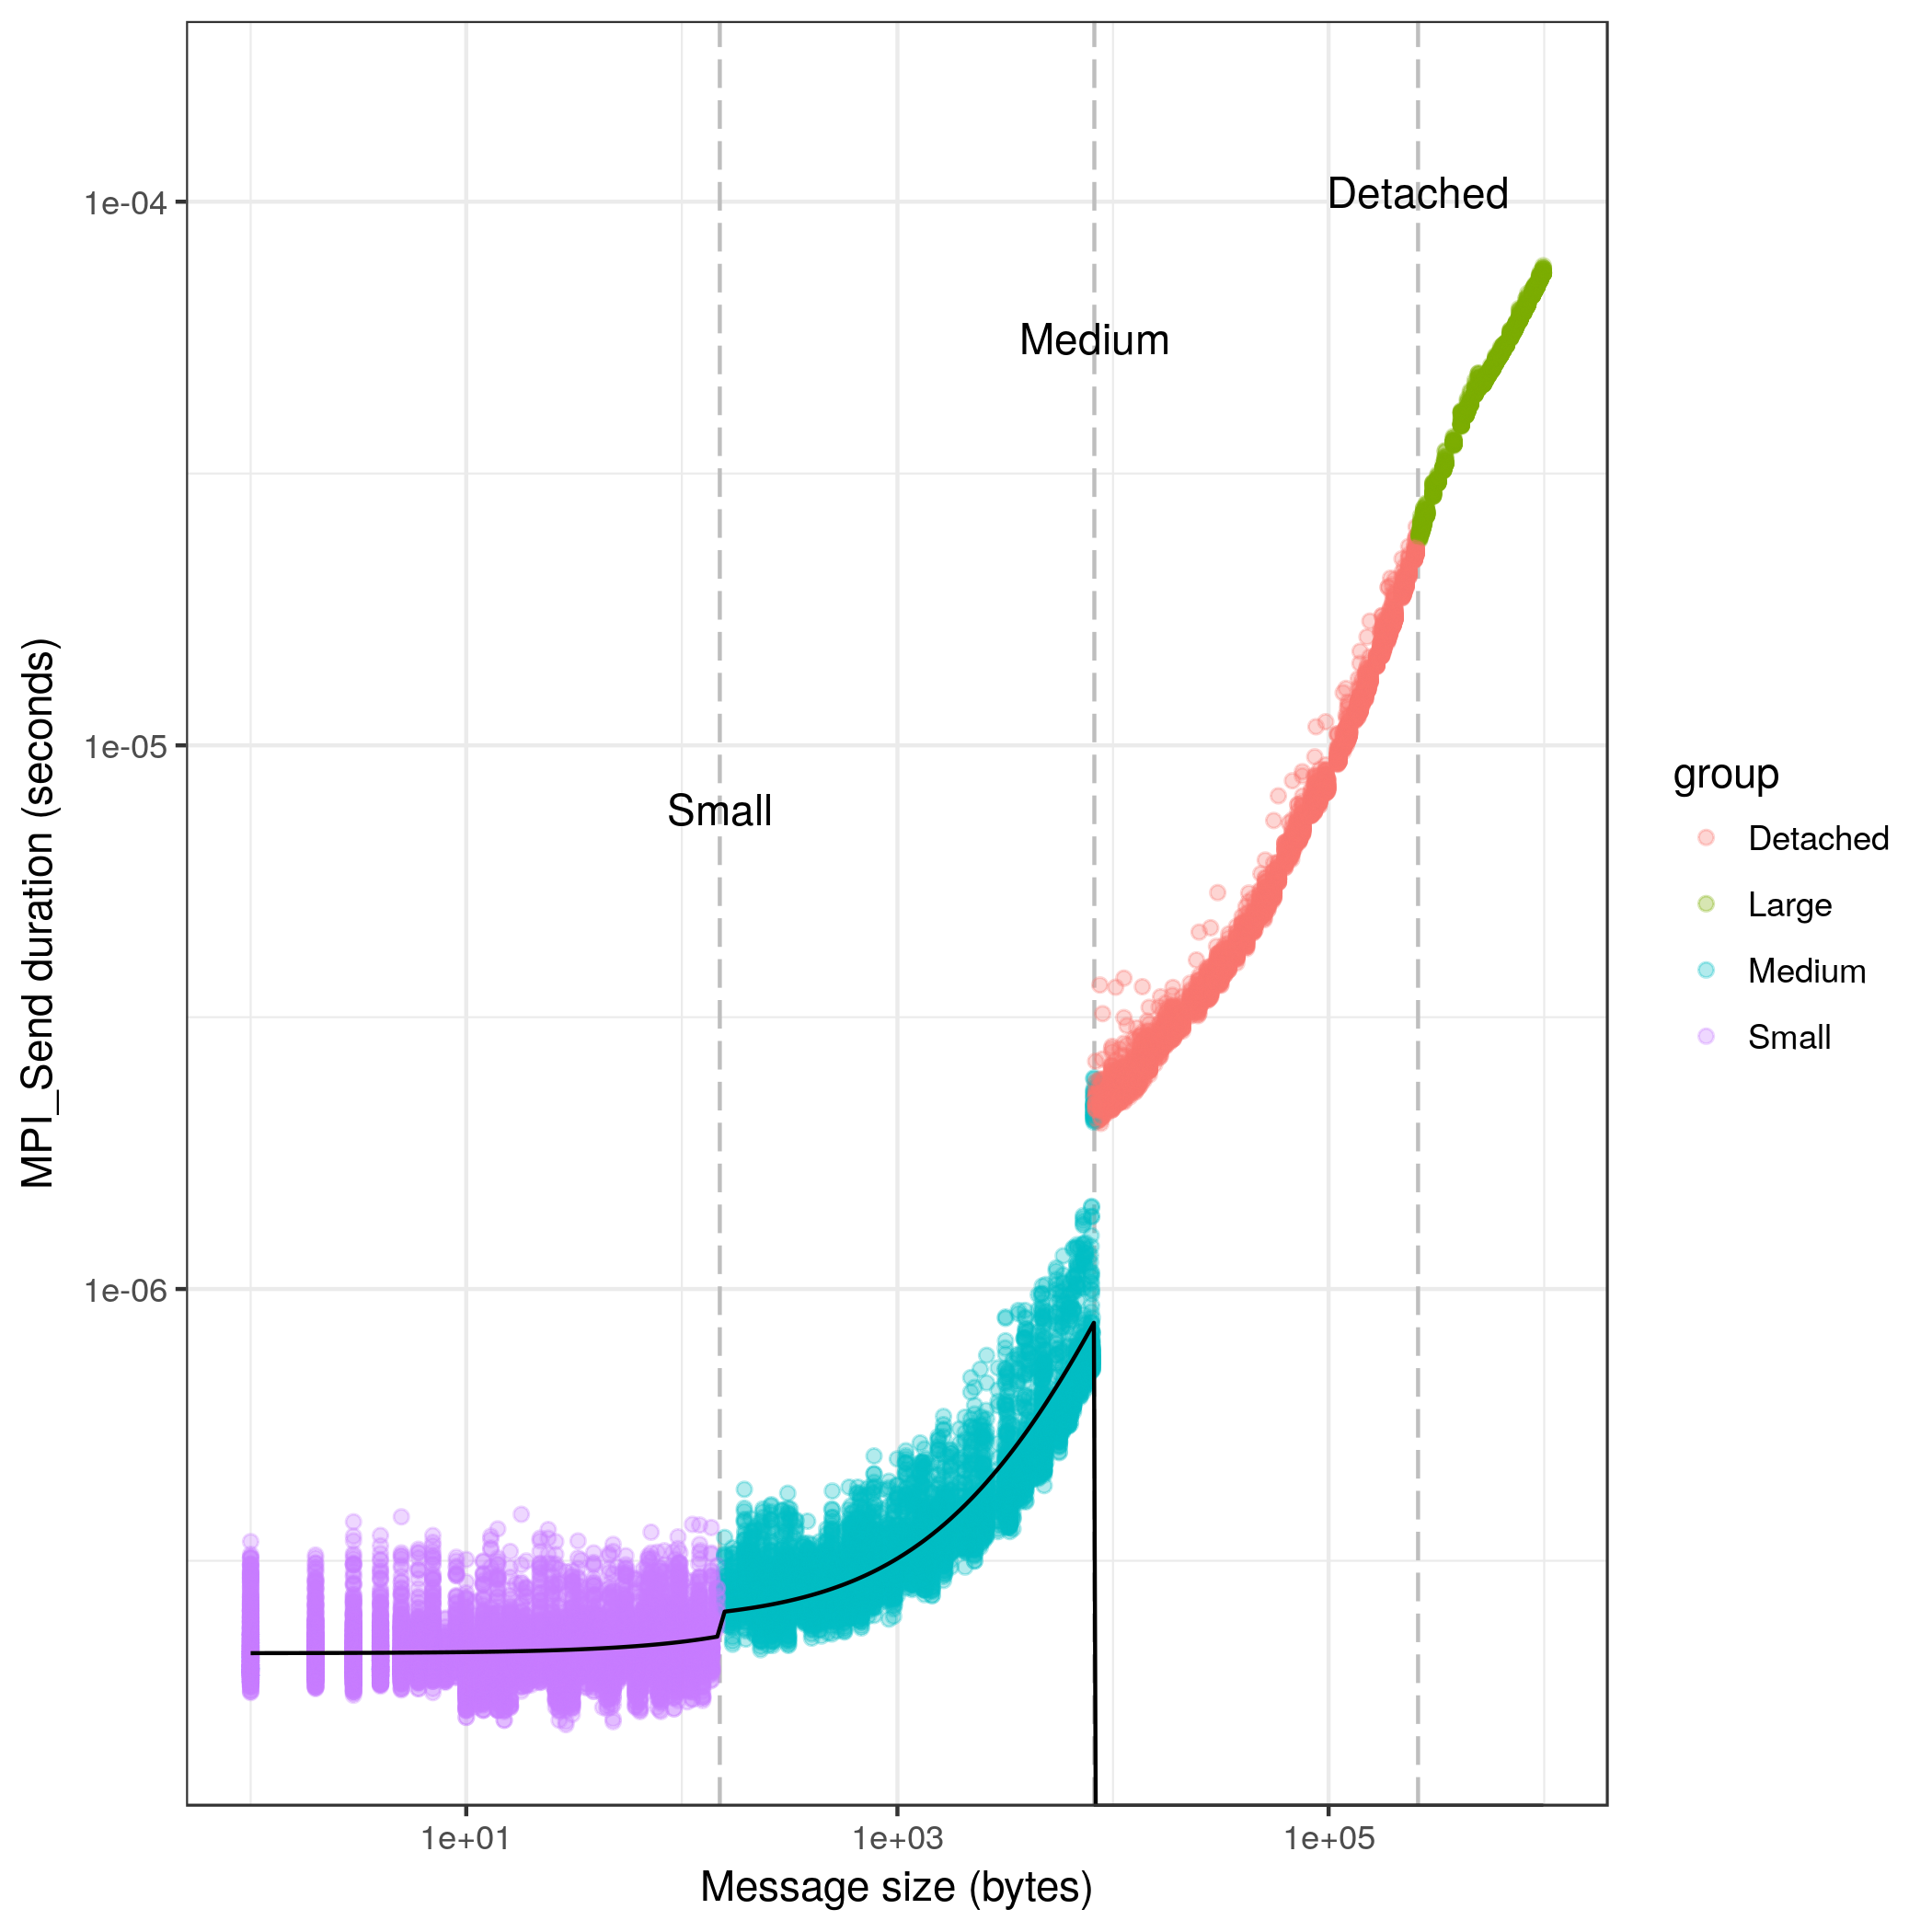 1e-04
1e-05
1e-06
MPI_Send duration (seconds)
Detached
Medium
Small
1e+01
1e+03
1e+05
Message size (bytes)
group
Detached
Large
Medium
Small